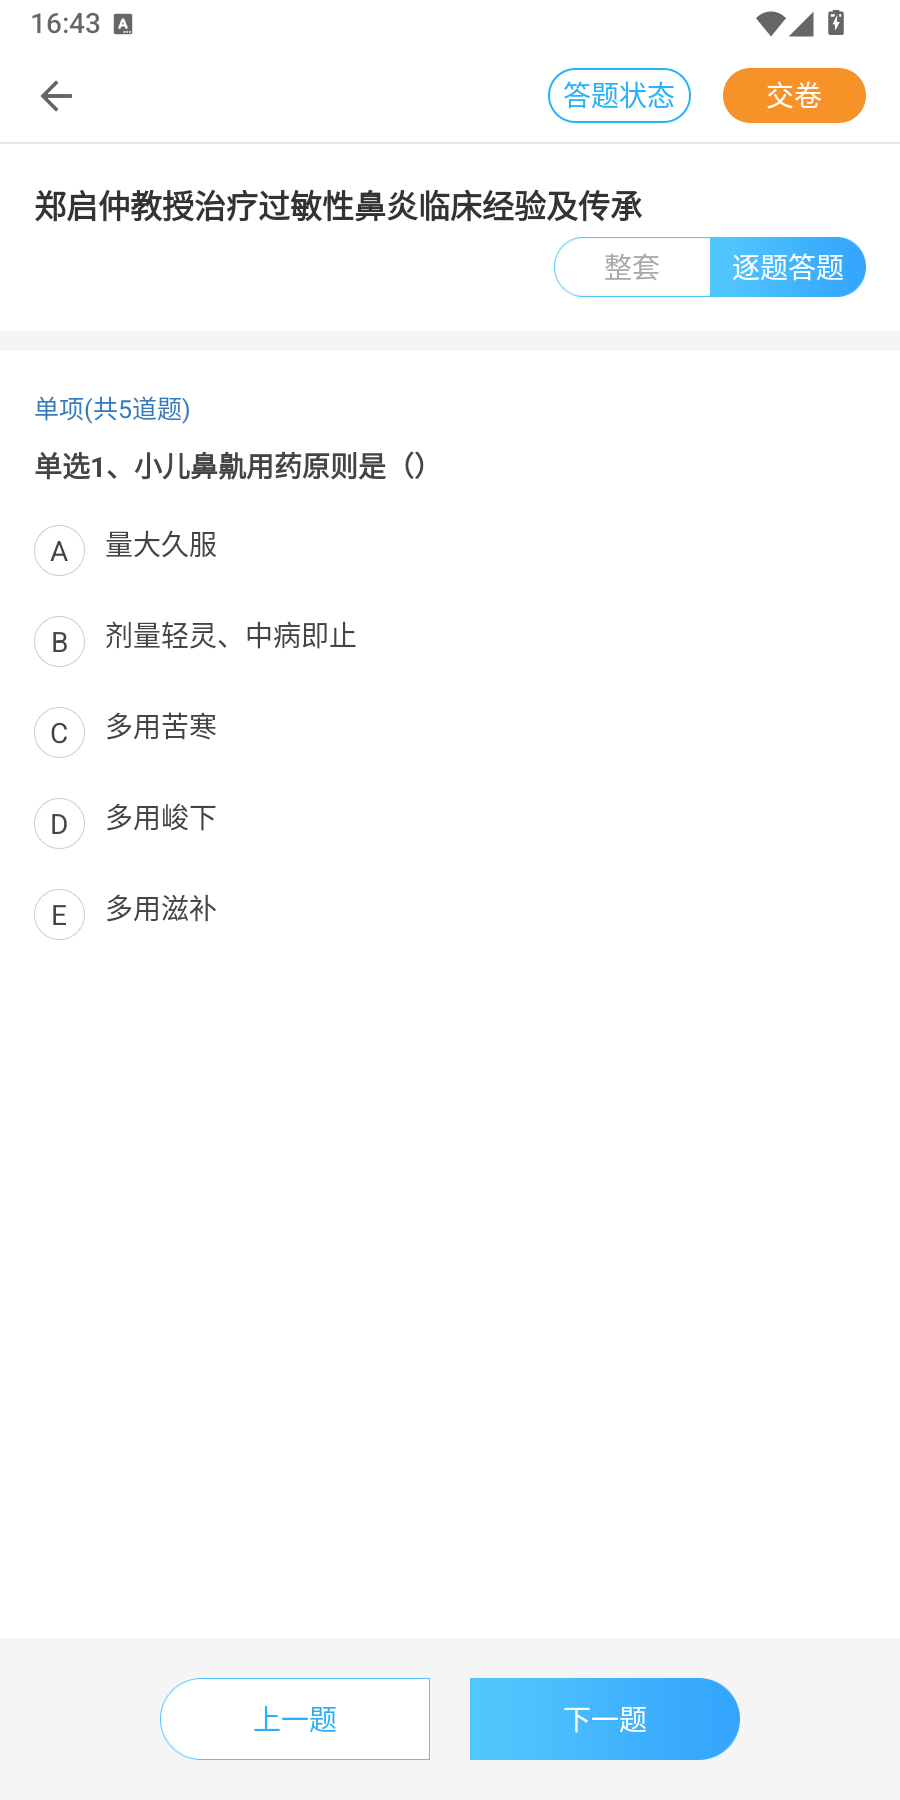 16:43
答题状态
交卷
郑启仲教授治疗过敏性鼻炎临床经验及传承
整套
逐题答题
单项(共5道题)
单选1、小儿鼻鼽用药原则是（）
A 量大久服
B 剂量轻灵、中病即止
C 多用苦寒
D 多用峻下
E 多用滋补
上一题
下一题